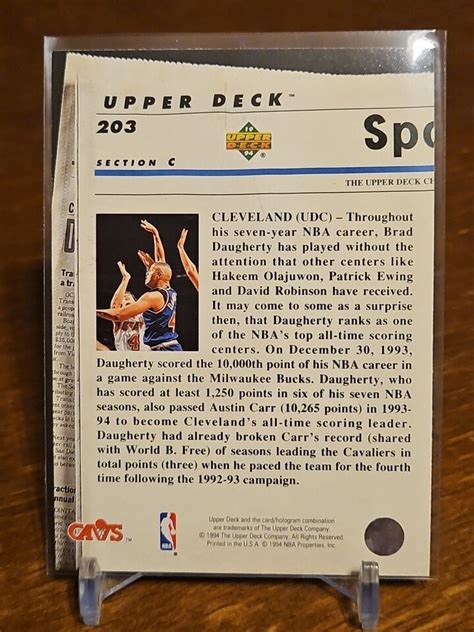 UPPER DECK™
203
19 UPPER DECK 94 ®
Spo
SECTION C
THE UPPER DECK CH
CLEVELAND (UDC) – Throughout
his seven-year NBA career, Brad
Daugherty has played without the
attention that other centers like
Hakeem Olajuwon, Patrick Ewing
and David Robinson have received.
It may come to some as a surprise
then, that Daugherty ranks as one
of the NBA's top all-time scoring
centers. On December 30, 1993,
Daugherty scored the 10,000th point of his NBA career in
a game against the Milwaukee Bucks. Daugherty, who
has scored at least 1,250 points in six of his seven NBA
seasons, also passed Austin Carr (10,265 points) in 1993-
94 to become Cleveland's all-time scoring leader.
Daugherty had already broken Carr's record (shared
with World B. Free) of seasons leading the Cavaliers in
total points (three) when he paced the team for the fourth
time following the 1992-93 campaign.
CAVS™
NBA
Upper Deck and the card/hologram combination
are trademarks of The Upper Deck Company.
© 1994 The Upper Deck Company. All rights reserved.
Printed in the U.S.A. © 1994 NBA Properties, Inc.